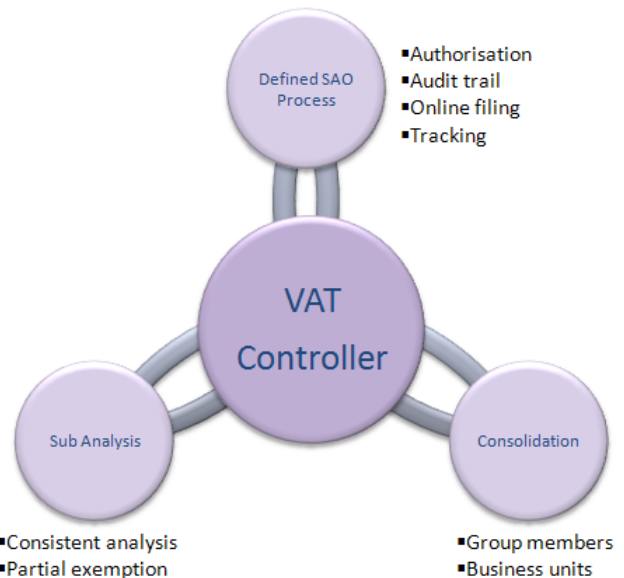 Defined SAO
Process
▪Authorisation
▪Audit trail
▪Online filing
▪Tracking
VAT
Controller
Sub Analysis
Consolidation
▪Consistent analysis
▪Partial exemption
▪Group members
▪Business units